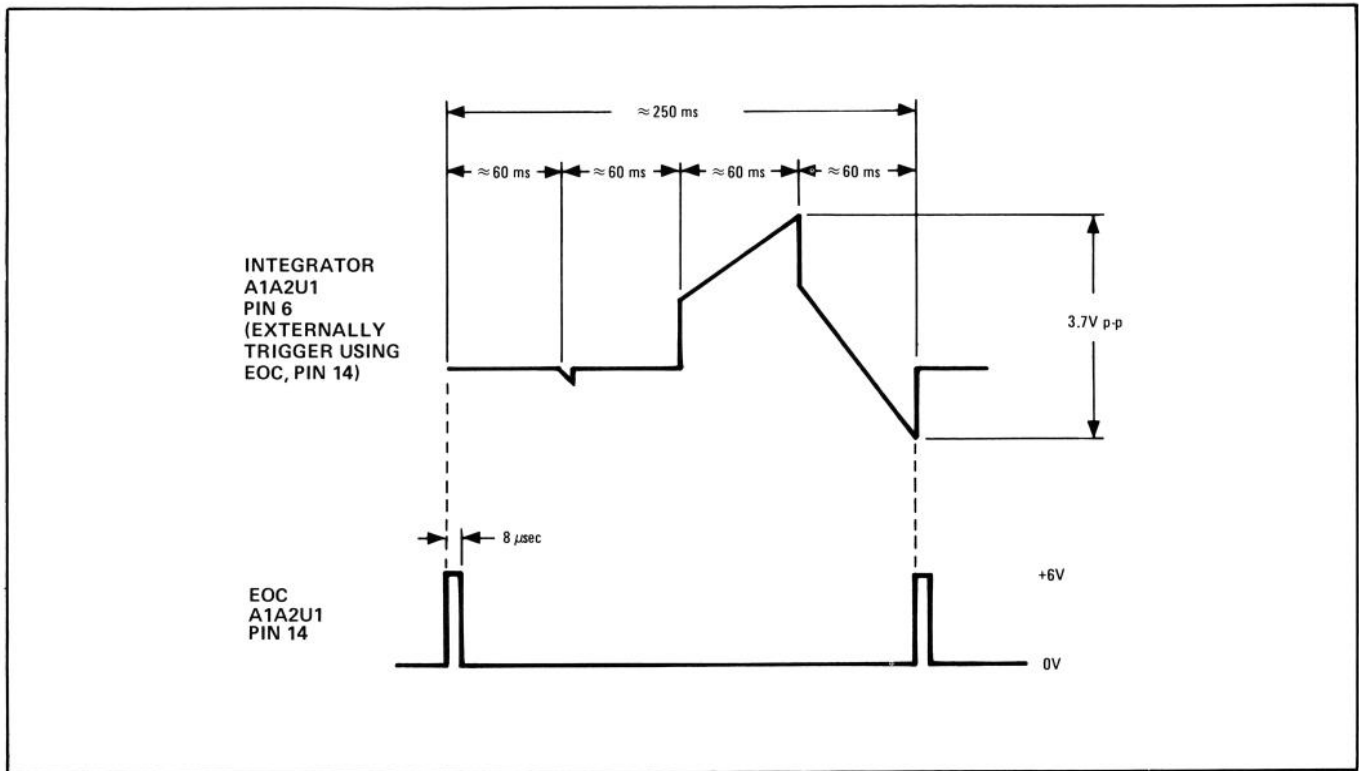 ≈ 250 ms
≈ 60 ms ≈ 60 ms ≈ 60 ms ≈ 60 ms
INTEGRATOR
A1A2U1
PIN 6
(EXTERNALLY
TRIGGER USING
EOC, PIN 14)
3.7V p-p
8 μsec
EOC
A1A2U1
PIN 14
+6V
0V